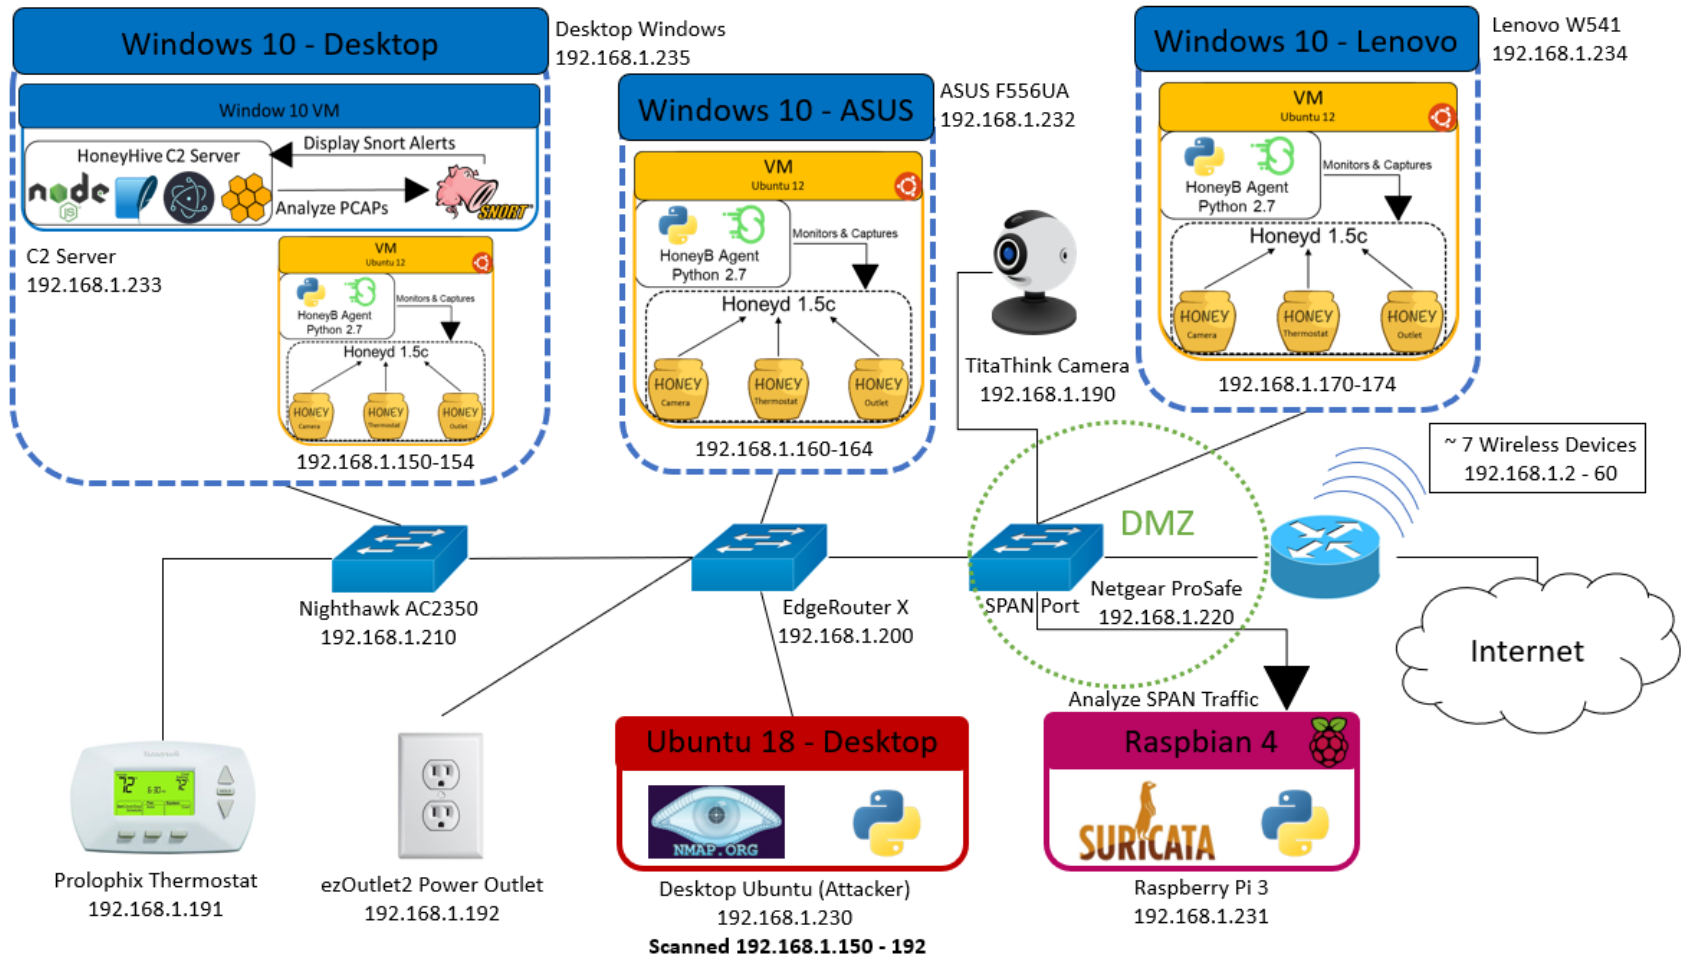 Windows 10 - Desktop
Desktop Windows
192.168.1.235
Window 10 VM
HoneyHive C2 Server
node
JS
Display Snort Alerts
Analyze PCAPs
SNORT
C2 Server
192.168.1.233
VM
Ubuntu 12
HoneyB Agent
Python 2.7
Monitors & Captures
Honeyd 1.5c
HONEY
Camera
HONEY
Thermostat
HONEY
Outlet
192.168.1.150-154
Windows 10 - ASUS
ASUS F556UA
192.168.1.232
VM
Ubuntu 12
HoneyB Agent
Python 2.7
Monitors & Captures
Honeyd 1.5c
HONEY
Camera
HONEY
Thermostat
HONEY
Outlet
192.168.1.160-164
TitaThink Camera
192.168.1.190
Windows 10 - Lenovo
Lenovo W541
192.168.1.234
VM
Ubuntu 12
HoneyB Agent
Python 2.7
Monitors & Captures
Honeyd 1.5c
HONEY
Camera
HONEY
Thermostat
HONEY
Outlet
192.168.1.170-174
~ 7 Wireless Devices
192.168.1.2 - 60
DMZ
Nighthawk AC2350
192.168.1.210
EdgeRouter X
192.168.1.200
SPAN Port
Netgear ProSafe
192.168.1.220
Internet
Analyze SPAN Traffic
Honeywell
72
6:30
72
Prolophix Thermostat
192.168.1.191
ezOutlet2 Power Outlet
192.168.1.192
Ubuntu 18 - Desktop
NMAP.ORG
Desktop Ubuntu (Attacker)
192.168.1.230
Scanned 192.168.1.150 - 192
Raspbian 4
SURICATA
Raspberry Pi 3
192.168.1.231